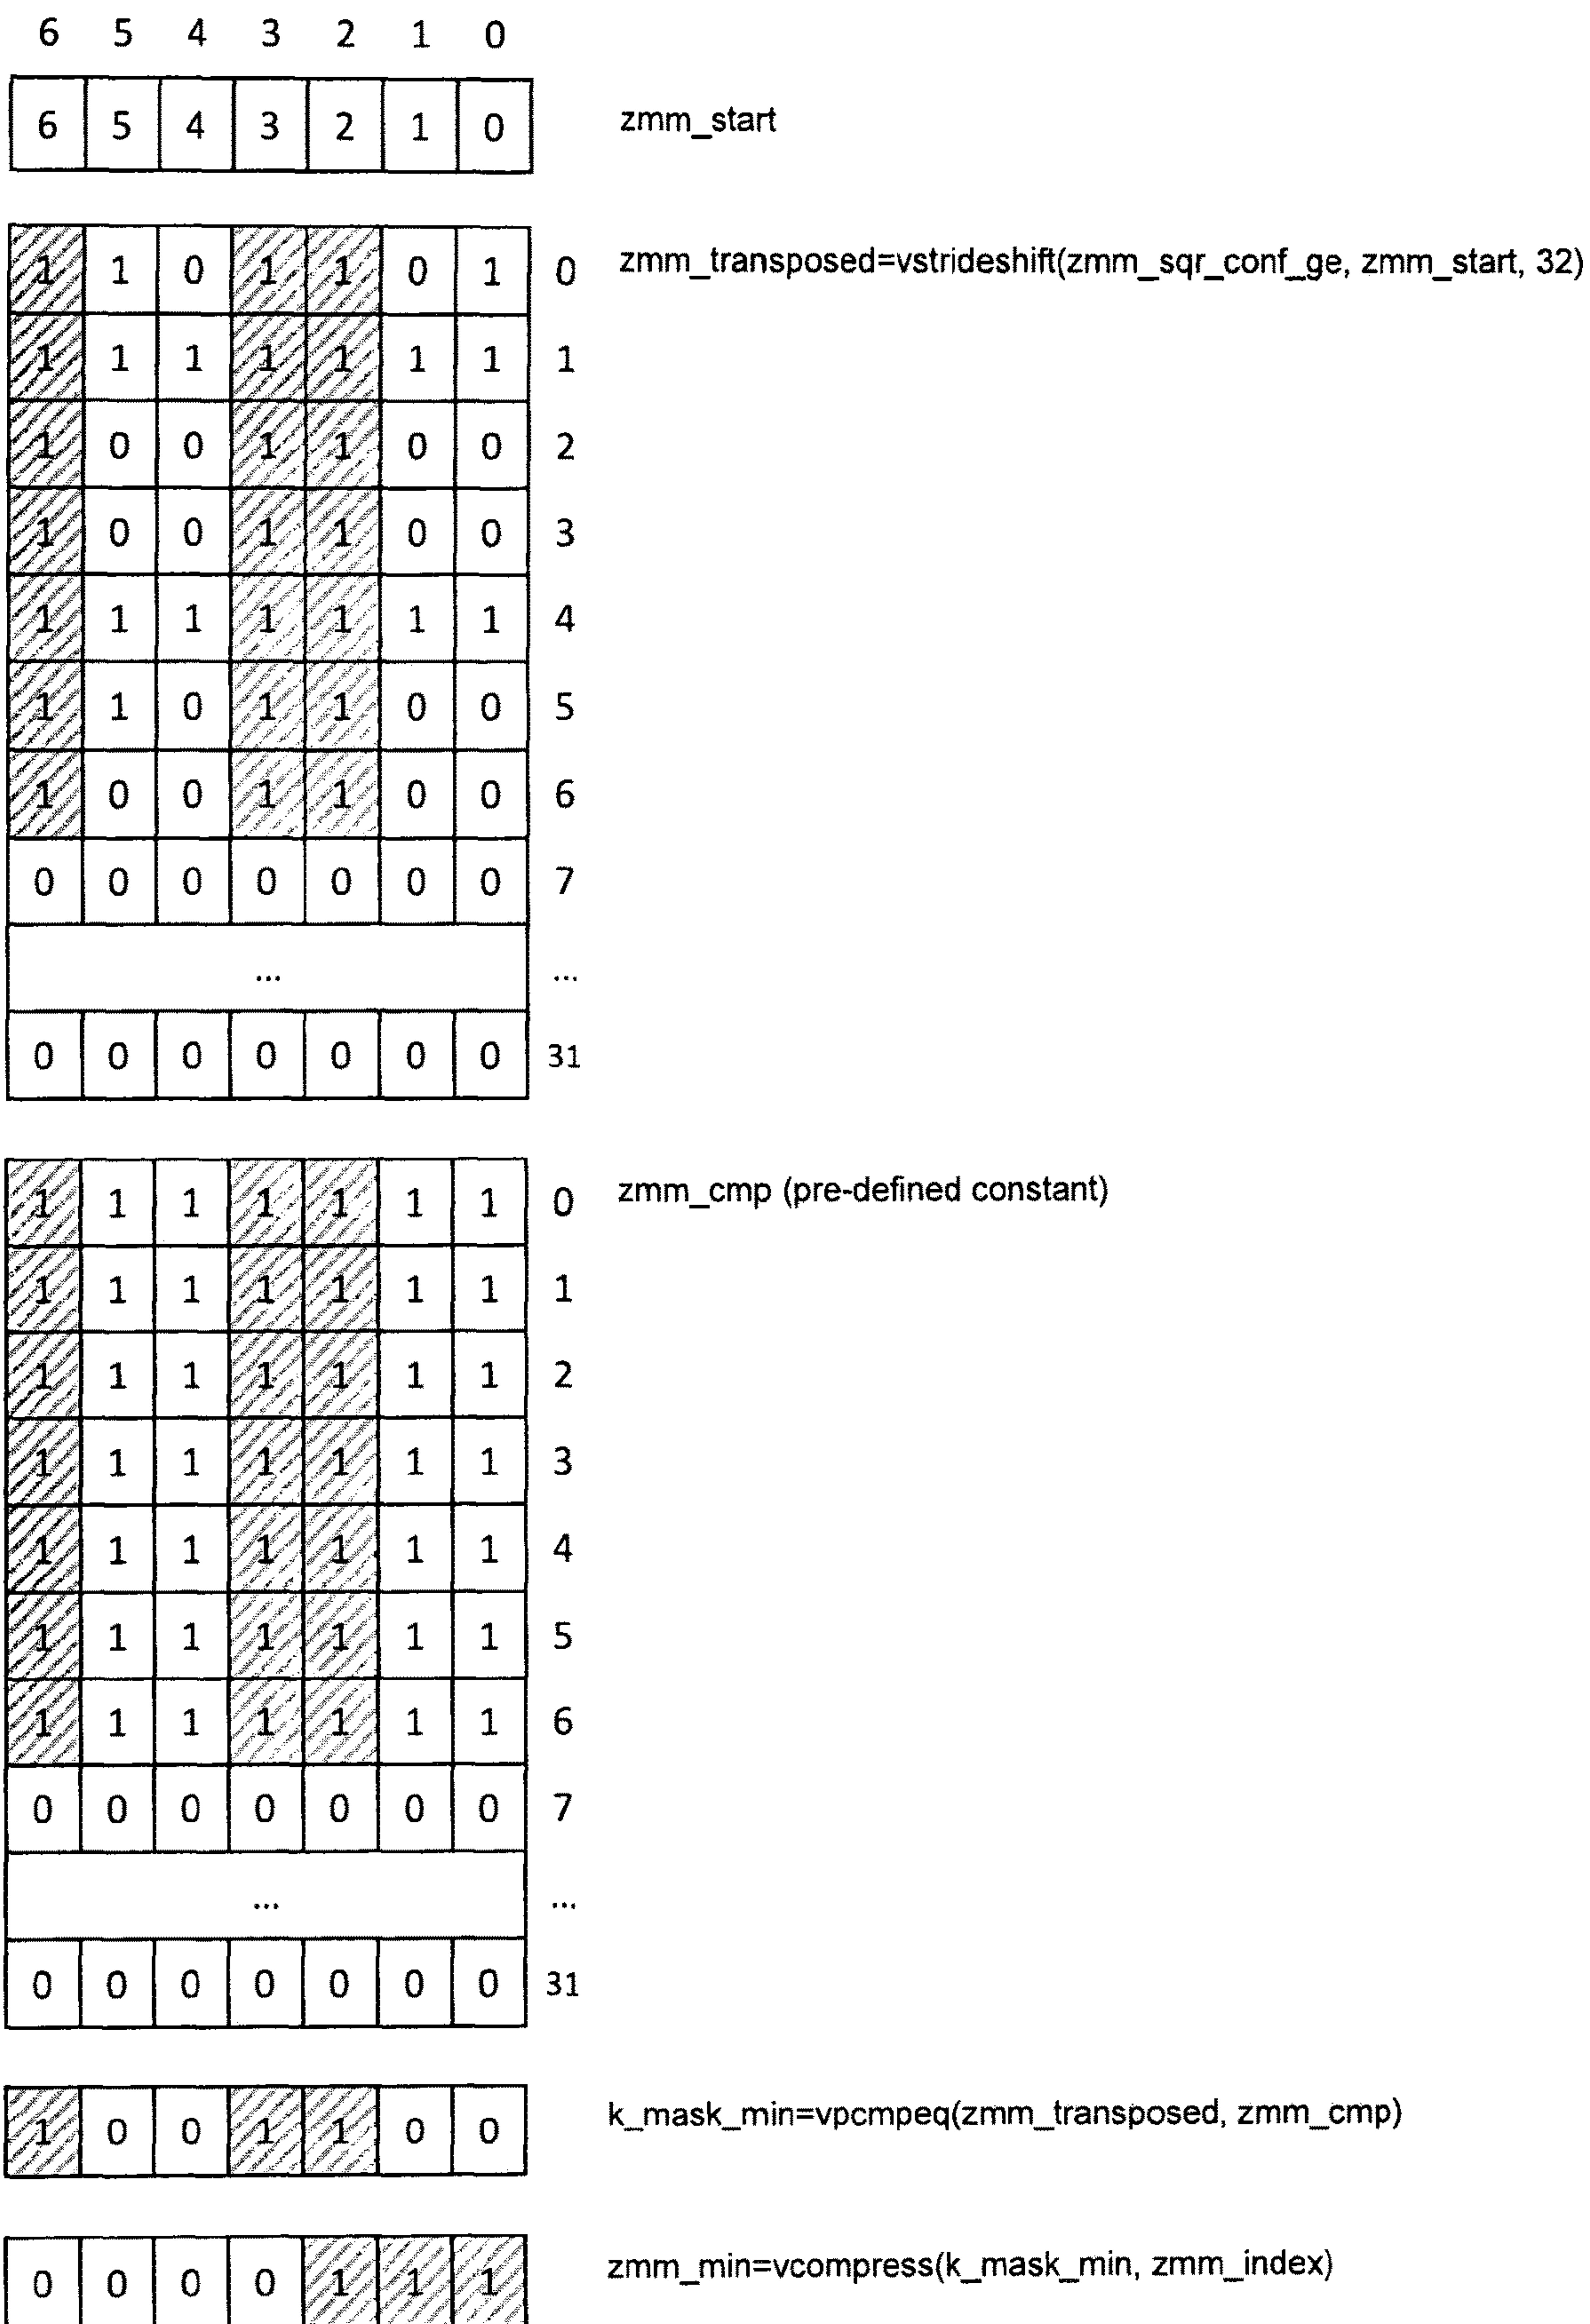 6 5 4 3 2 1 0
6 5 4 3 2 1 0 zmm_start
1 1 0 1 1 0 1 0 zmm_transposed=vstrideshift(zmm_sqr_conf_ge, zmm_start, 32)
1 1 1 1 1 1 1 1
1 0 0 1 1 0 0 2
1 0 0 1 1 0 0 3
1 1 1 1 1 1 1 4
1 1 0 1 1 0 0 5
1 0 0 1 1 0 0 6
0 0 0 0 0 0 0 7
... ...
0 0 0 0 0 0 0 31
1 1 1 1 1 1 1 0 zmm_cmp (pre-defined constant)
1 1 1 1 1 1 1 1
1 1 1 1 1 1 1 2
1 1 1 1 1 1 1 3
1 1 1 1 1 1 1 4
1 1 1 1 1 1 1 5
1 1 1 1 1 1 1 6
0 0 0 0 0 0 0 7
... ...
0 0 0 0 0 0 0 31
1 0 0 1 1 0 0 k_mask_min=vpcmpeq(zmm_transposed, zmm_cmp)
0 0 0 0 1 1 1 zmm_min=vcompress(k_mask_min, zmm_index)